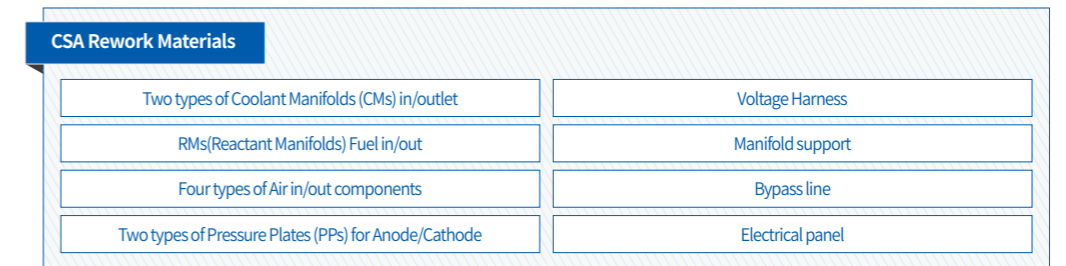 CSA Rework Materials
Two types of Coolant Manifolds (CMs) in/outlet
Voltage Harness
RMs(Reactant Manifolds) Fuel in/out
Manifold support
Four types of Air in/out components
Bypass line
Two types of Pressure Plates (PPs) for Anode/Cathode
Electrical panel